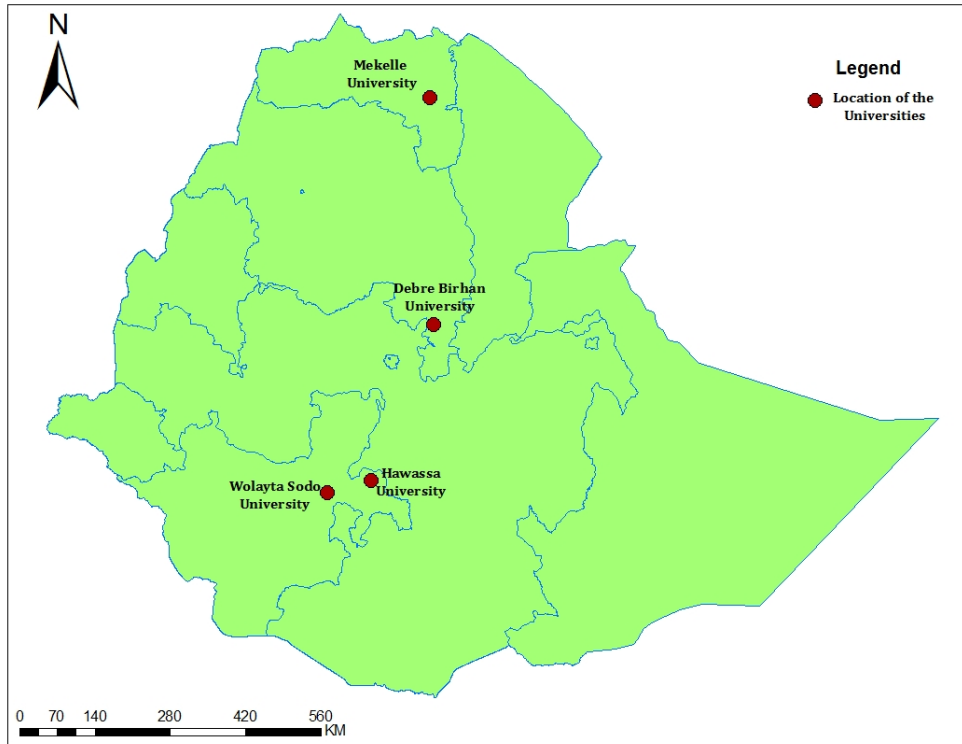 N
Mekelle
University
Legend
Location of the
Universities
Debre Birhan
University
Wolayta Sodo
University
Hawassa
University
0 70 140 280 420 560
KM